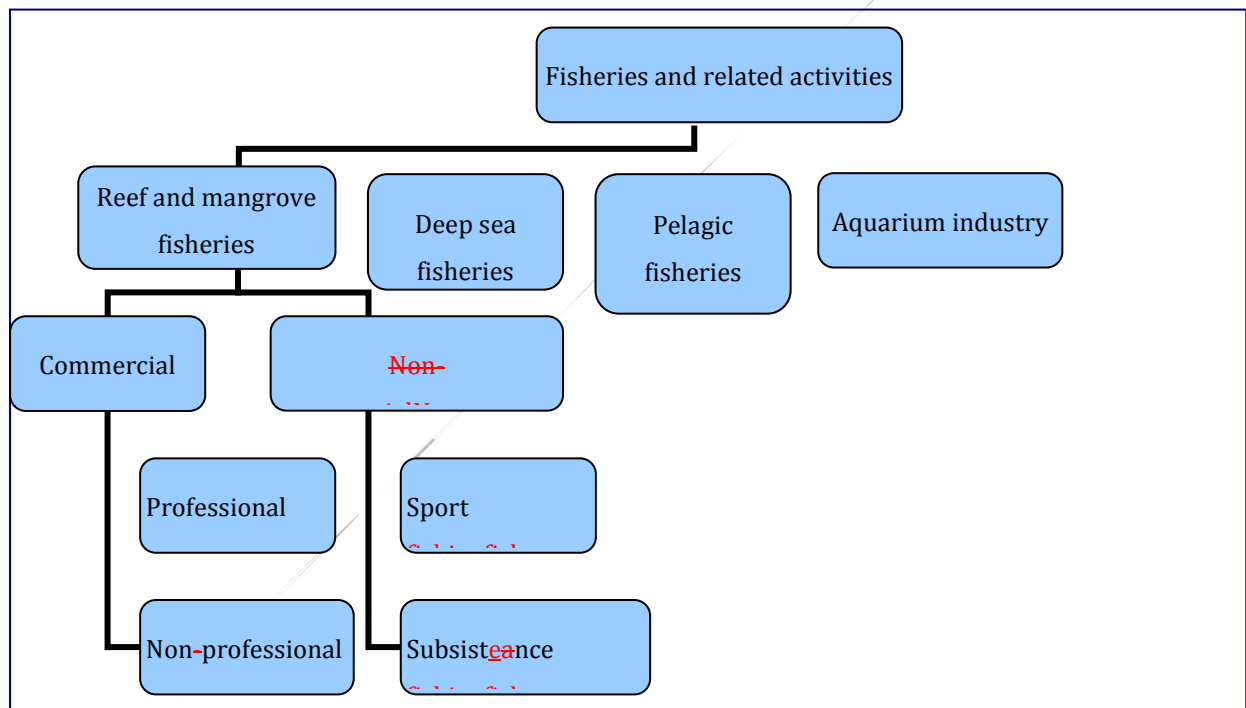 Fisheries and related activities
Reef and mangrove
fisheries
Deep sea
fisheries
Pelagic
fisheries
Aquarium industry
Commercial
Non-
Professional
Sport
Non-professional
Subsisteance